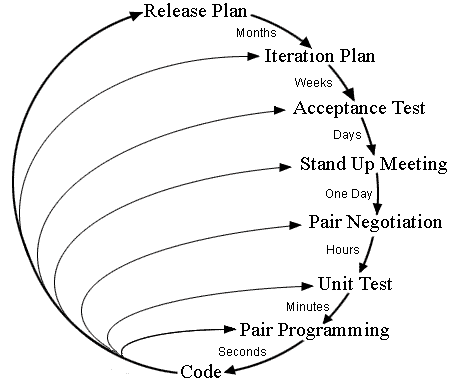 Release Plan
Months
Iteration Plan
Weeks
Acceptance Test
Days
Stand Up Meeting
One Day
Pair Negotiation
Hours
Unit Test
Minutes
Pair Programming
Seconds
Code